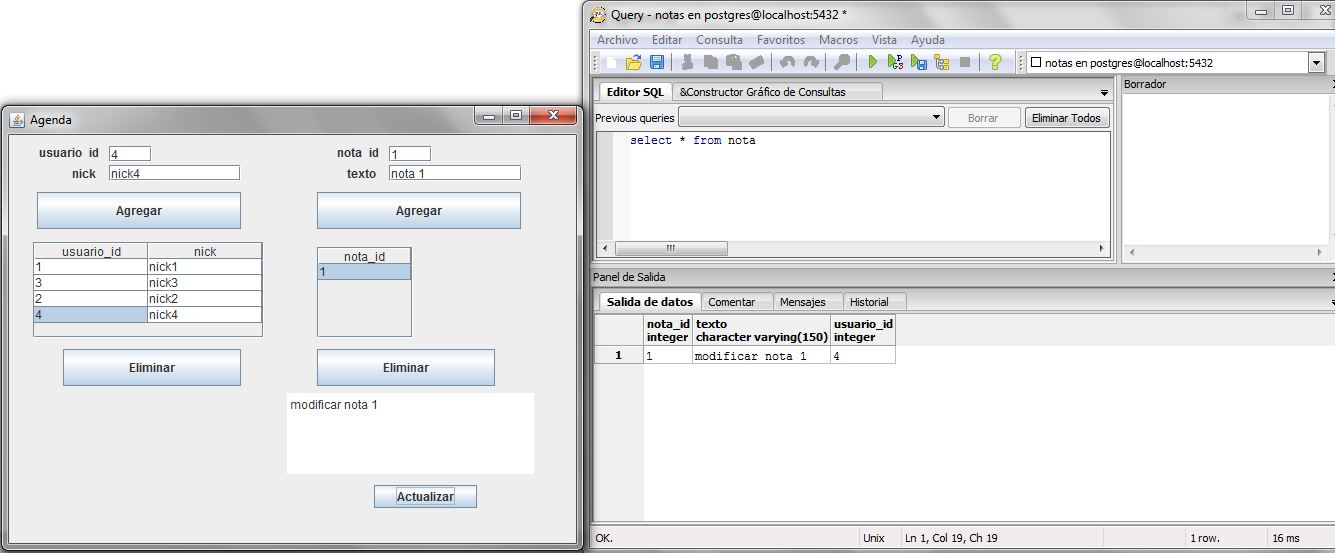 Agenda
usuario id 4
nick nick4
Agregar
usuario_id nick
1 nick1
3 nick3
2 nick2
4 nick4
Eliminar
nota id 1
texto nota 1
Agregar
nota_id
1
Eliminar
modificar nota 1
Actualizar
Query - notas en postgres@localhost:5432 *
Archivo Editar Consulta Favoritos Macros Vista Ayuda
notas en postgres@localhost:5432
Editor SQL &Constructor Gráfico de Consultas
Previous queries Borrar Eliminar Todos
select * from nota
Borrador
Panel de Salida
Salida de datos Comentar Mensajes Historial
nota_id texto usuario_id
integer character varying(150) integer
1 1 modificar nota 1 4
OK. Unix Ln 1, Col 19, Ch 19 1 row. 16 ms